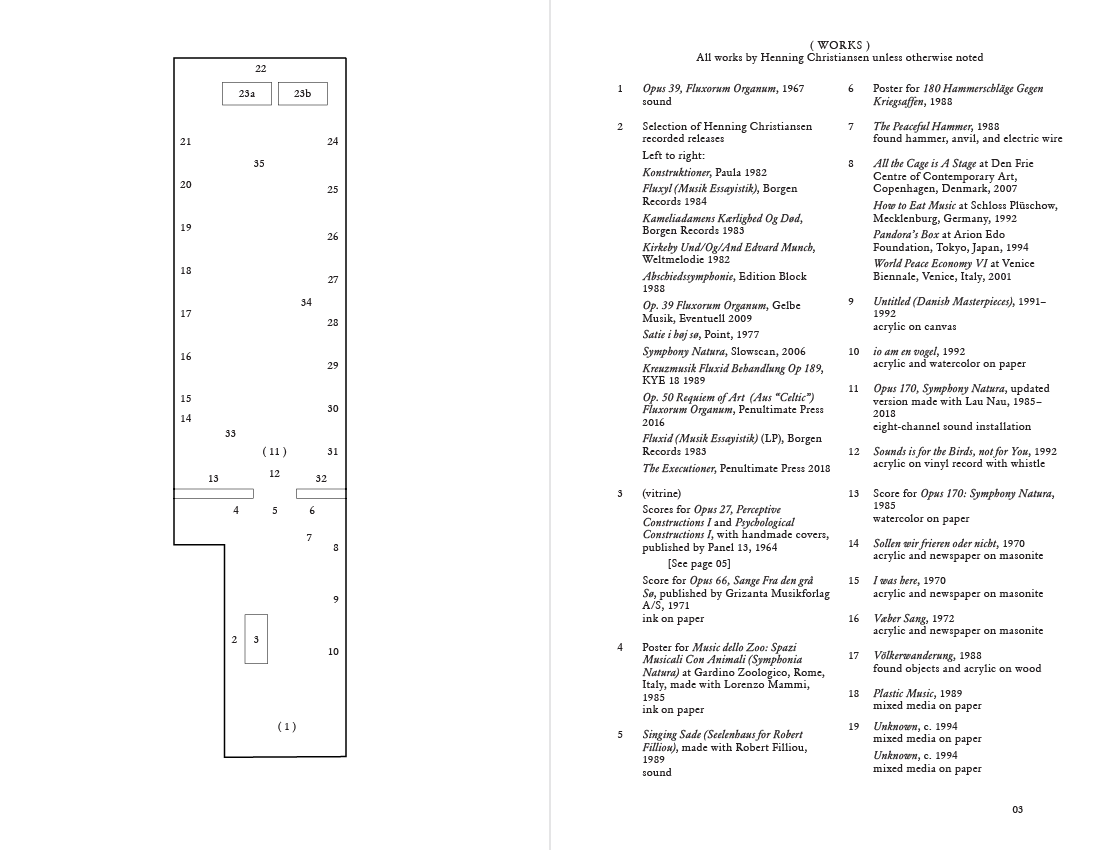 22
23a 23b
21 24
35
20 25
19 26
18 27
34
17 28
16 29
15 30
14
33
( 11 ) 31
12
13 32
4 5 6
7
8
9
2 3
10
( 1 )
( WORKS )
All works by Henning Christiansen unless otherwise noted
1 Opus 39, Fluxorum Organum, 1967
sound
2 Selection of Henning Christiansen
recorded releases
Left to right:
Konstruktioner, Paula 1982
Fluxyl (Musik Essayistik), Borgen
Records 1984
Kameliadamens Kærlighed Og Død,
Borgen Records 1983
Kirkeby Und/Og/And Edvard Munch,
Weltmelodie 1982
Abschiedssymphonie, Edition Block
1988
Op. 39 Fluxorum Organum, Gelbe
Musik, Eventuell 2009
Satie i høj sø, Point, 1977
Symphony Natura, Slowscan, 2006
Kreuzmusik Fluxid Behandlung Op 189,
KYE 18 1989
Op. 50 Requiem of Art (Aus “Celtic”)
Fluxorum Organum, Penultimate Press
2016
Fluxid (Musik Essayistik) (LP), Borgen
Records 1983
The Executioner, Penultimate Press 2018
3 (vitrine)
Scores for Opus 27, Perceptive
Constructions I and Psychological
Constructions I, with handmade covers,
published by Panel 13, 1964
[See page 05]
Score for Opus 66, Sange Fra den grå
Sø, published by Grizanta Musikforlag
A/S, 1971
ink on paper
4 Poster for Music dello Zoo: Spazi
Musicali Con Animali (Symphonia
Natura) at Gardino Zoologico, Rome,
Italy, made with Lorenzo Mammi,
1985
ink on paper
5 Singing Sade (Seelenhaus for Robert
Filliou), made with Robert Filliou,
1989
sound
6 Poster for 180 Hammerschläge Gegen
Kriegsaffen, 1988
7 The Peaceful Hammer, 1988
found hammer, anvil, and electric wire
8 All the Cage is A Stage at Den Frie
Centre of Contemporary Art,
Copenhagen, Denmark, 2007
How to Eat Music at Schloss Plüschow,
Mecklenburg, Germany, 1992
Pandora’s Box at Arion Edo
Foundation, Tokyo, Japan, 1994
World Peace Economy VI at Venice
Biennale, Venice, Italy, 2001
9 Untitled (Danish Masterpieces), 1991–
1992
acrylic on canvas
10 io am en vogel, 1992
acrylic and watercolor on paper
11 Opus 170, Symphony Natura, updated
version made with Lau Nau, 1985–
2018
eight-channel sound installation
12 Sounds is for the Birds, not for You, 1992
acrylic on vinyl record with whistle
13 Score for Opus 170: Symphony Natura,
1985
watercolor on paper
14 Sollen wir frieren oder nicht, 1970
acrylic and newspaper on masonite
15 I was here, 1970
acrylic and newspaper on masonite
16 Væber Sang, 1972
acrylic and newspaper on masonite
17 Völkerwanderung, 1988
found objects and acrylic on wood
18 Plastic Music, 1989
mixed media on paper
19 Unknown, c. 1994
mixed media on paper
Unknown, c. 1994
mixed media on paper
03